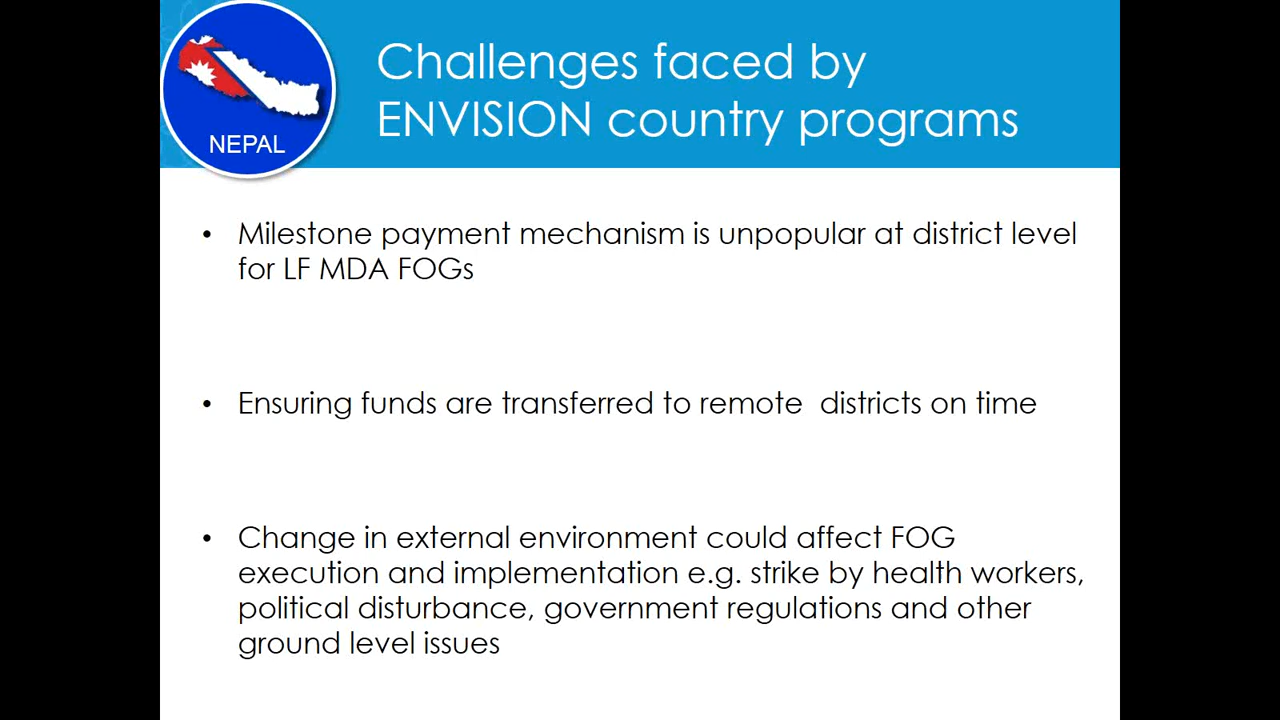 NEPAL
Challenges faced by
ENVISION country programs
• Milestone payment mechanism is unpopular at district level
for LF MDA FOGs
• Ensuring funds are transferred to remote districts on time
• Change in external environment could affect FOG
execution and implementation e.g. strike by health workers,
political disturbance, government regulations and other
ground level issues